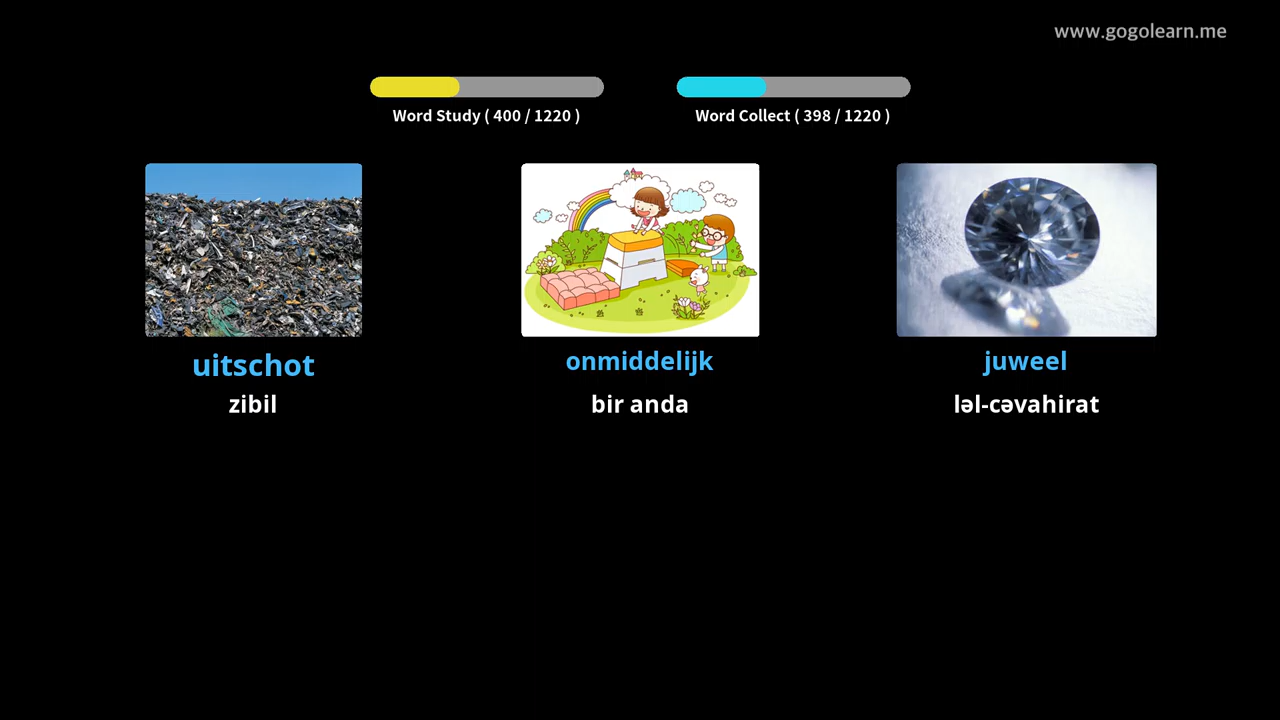 www.gogolearn.me
Word Study ( 400 / 1220 )
Word Collect ( 398 / 1220 )
uitschot
onmiddelijk
juweel
zibil
bir anda
ləl-cəvahirat